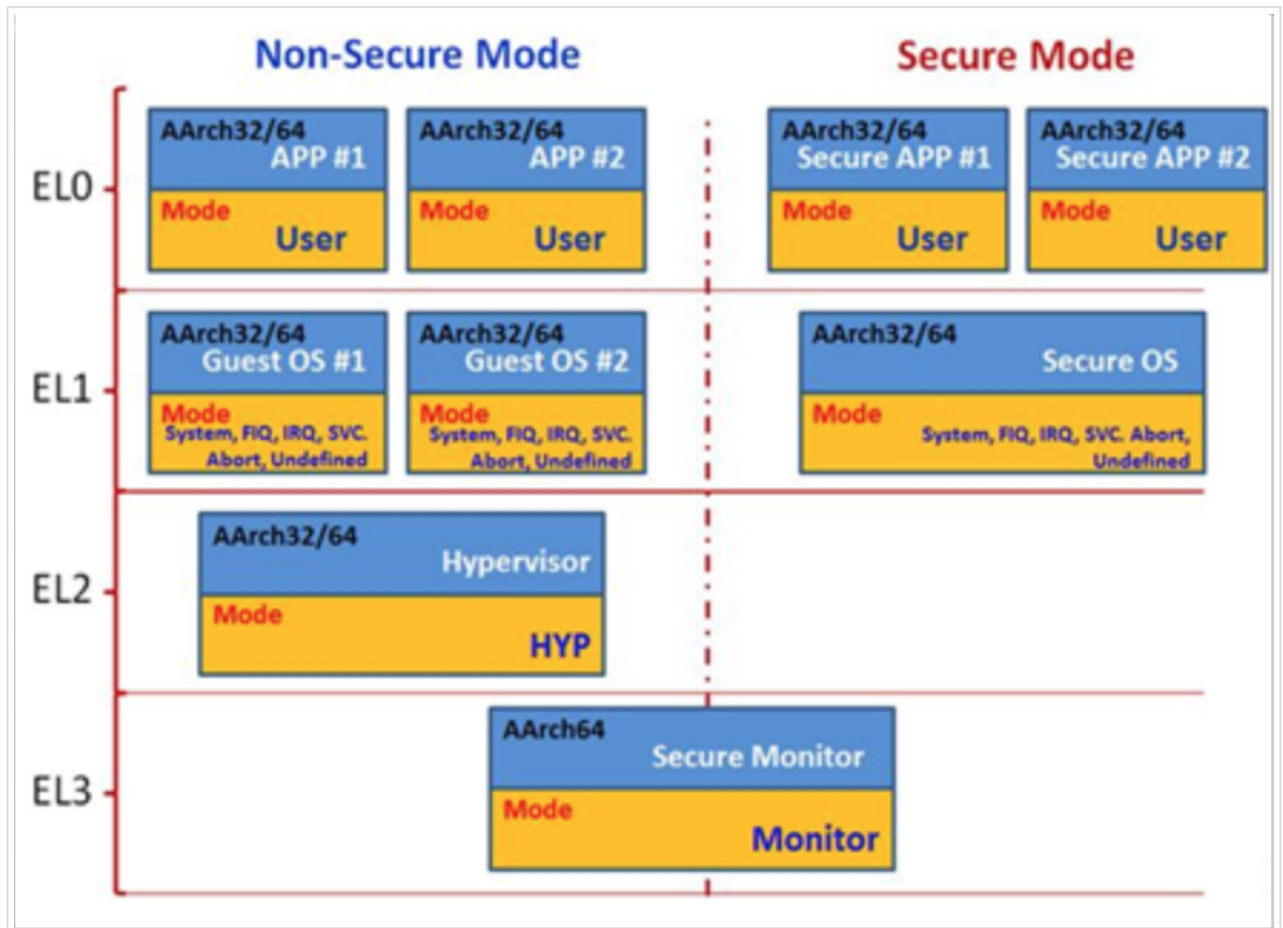 Non-Secure Mode
Secure Mode
EL0
AArch32/64
APP #1
Mode
User
AArch32/64
APP #2
Mode
User
AArch32/64
Secure APP #1
Mode
User
AArch32/64
Secure APP #2
Mode
User
EL1
AArch32/64
Guest OS #1
Mode
System, FIQ, IRQ, SVC.
Abort, Undefined
AArch32/64
Guest OS #2
Mode
System, FIQ, IRQ, SVC.
Abort, Undefined
AArch32/64
Secure OS
Mode
System, FIQ, IRQ, SVC. Abort,
Undefined
EL2
AArch32/64
Hypervisor
Mode
HYP
EL3
AArch64
Secure Monitor
Mode
Monitor